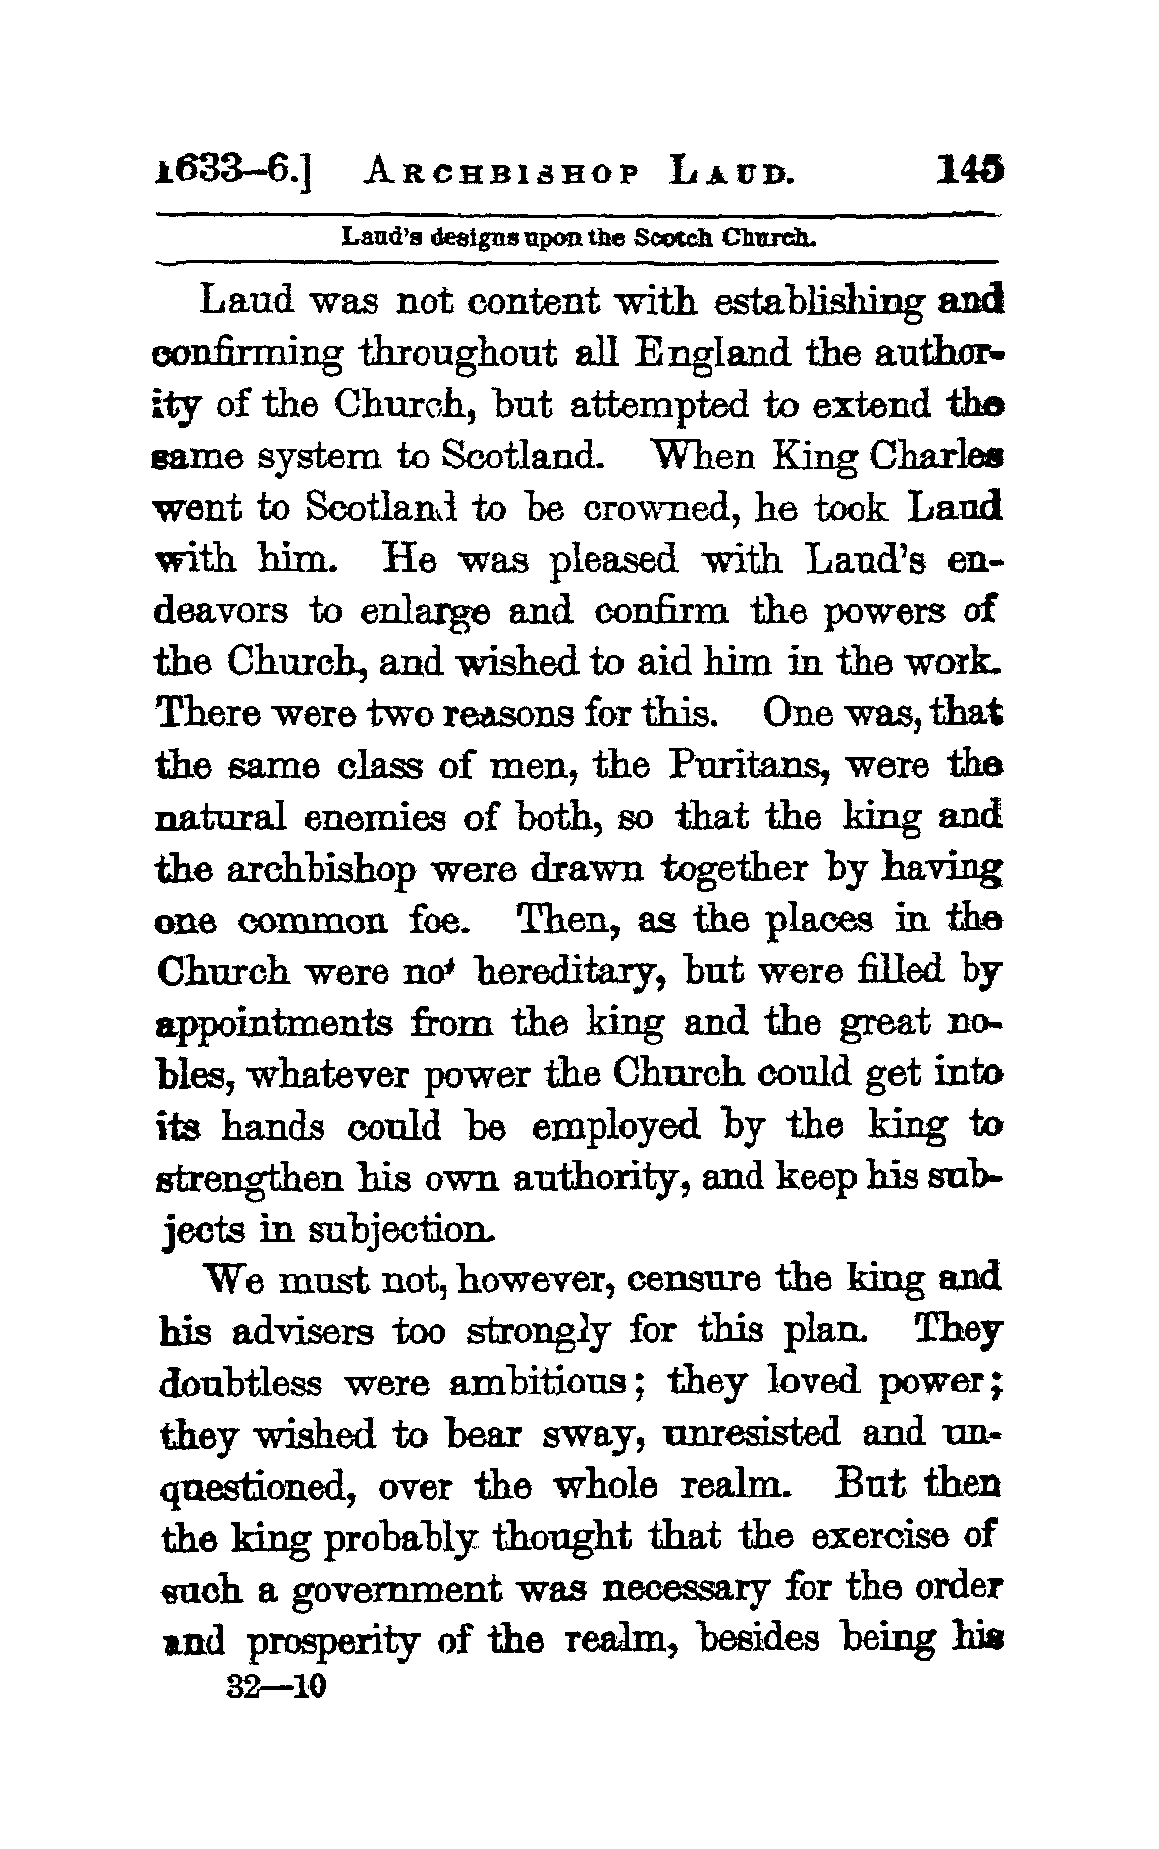 1633–6.] ARCHBISHOP LAUD. 145
Laud's designs upon the Scotch Church.
Laud was not content with establishing and
confirming throughout all England the author-
ity of the Church, but attempted to extend the
same system to Scotland. When King Charles
went to Scotland to be crowned, he took Laud
with him. He was pleased with Laud's en-
deavors to enlarge and confirm the powers of
the Church, and wished to aid him in the work.
There were two reasons for this. One was, that
the same class of men, the Puritans, were the
natural enemies of both, so that the king and
the archbishop were drawn together by having
one common foe. Then, as the places in the
Church were not hereditary, but were filled by
appointments from the king and the great no-
bles, whatever power the Church could get into
its hands could be employed by the king to
strengthen his own authority, and keep his sub-
jects in subjection.
We must not, however, censure the king and
his advisers too strongly for this plan. They
doubtless were ambitious; they loved power;
they wished to bear sway, unresisted and un-
questioned, over the whole realm. But then
the king probably thought that the exercise of
such a government was necessary for the order
and prosperity of the realm, besides being his
32—10